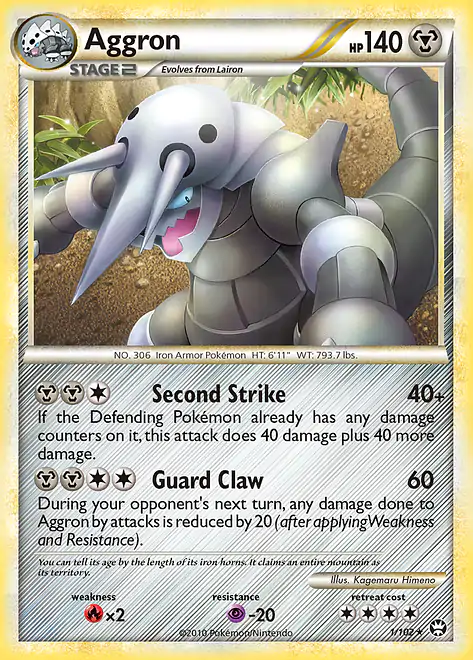 Aggron
HP 140
STAGE 2
Evolves from Lairon
NO. 306 Iron Armor Pokémon HT: 6'11" WT: 793.7 lbs.
Second Strike 40+
If the Defending Pokémon already has any damage
counters on it, this attack does 40 damage plus 40 more
damage.
Guard Claw 60
During your opponent's next turn, any damage done to
Aggron by attacks is reduced by 20 (after applying Weakness
and Resistance).
You can tell its age by the length of its iron horns. It claims an entire mountain as
its territory.
Illus. Kagemaru Himeno
weakness resistance retreat cost
×2 -20
©2010 Pokémon/Nintendo 1/102★